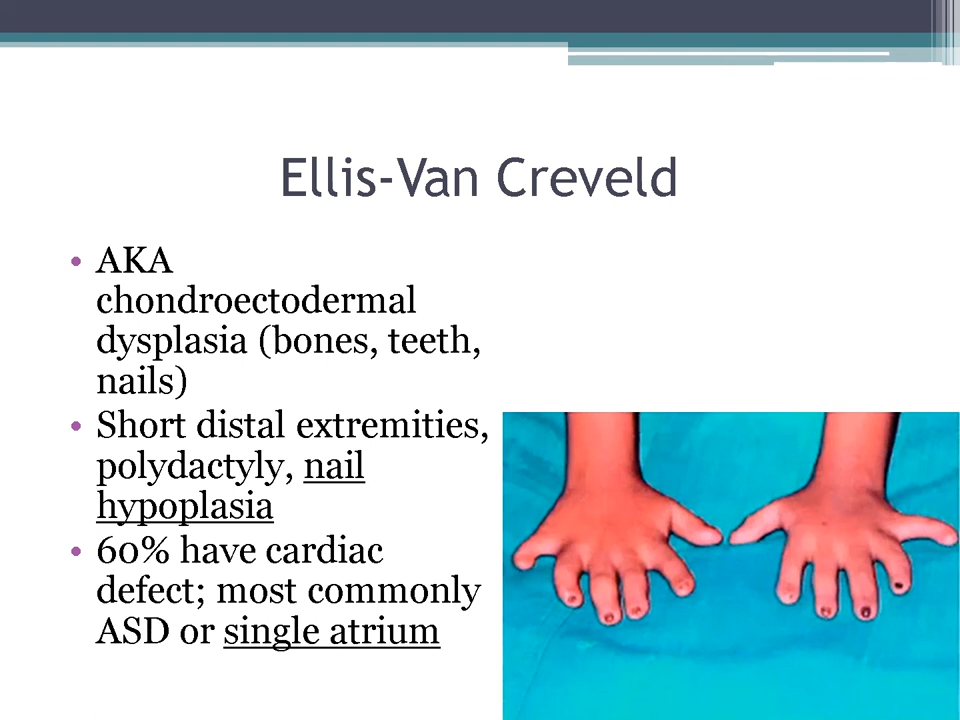 Ellis-Van Creveld
• AKA
chondroectodermal
dysplasia (bones, teeth,
nails)
• Short distal extremities,
polydactyly, nail
hypoplasia
• 60% have cardiac
defect; most commonly
ASD or single atrium